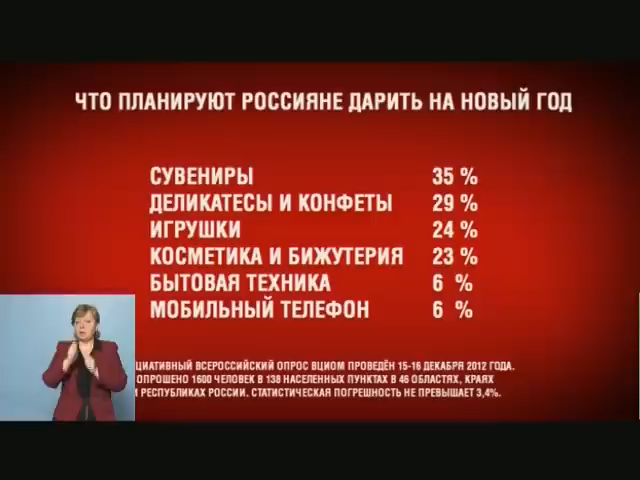 ЧТО ПЛАНИРУЮТ РОССИЯНЕ ДАРИТЬ НА НОВЫЙ ГОД
СУВЕНИРЫ 35 %
ДЕЛИКАТЕСЫ И КОНФЕТЫ 29 %
ИГРУШКИ 24 %
КОСМЕТИКА И БИЖУТЕРИЯ 23 %
БЫТОВАЯ ТЕХНИКА 6 %
МОБИЛЬНЫЙ ТЕЛЕФОН 6 %
ВСЕРОССИЙСКИЙ ОПРОС ВЦИОМ ПРОВЕДЁН 15-16 ДЕКАБРЯ 2012 ГОДА.
ОПРОШЕНО 1600 ЧЕЛОВЕК В 138 НАСЕЛЕННЫХ ПУНКТАХ В 46 ОБЛАСТЯХ, КРАЯХ
И РЕСПУБЛИКАХ РОССИИ. СТАТИСТИЧЕСКАЯ ПОГРЕШНОСТЬ НЕ ПРЕВЫШАЕТ 3,4%.